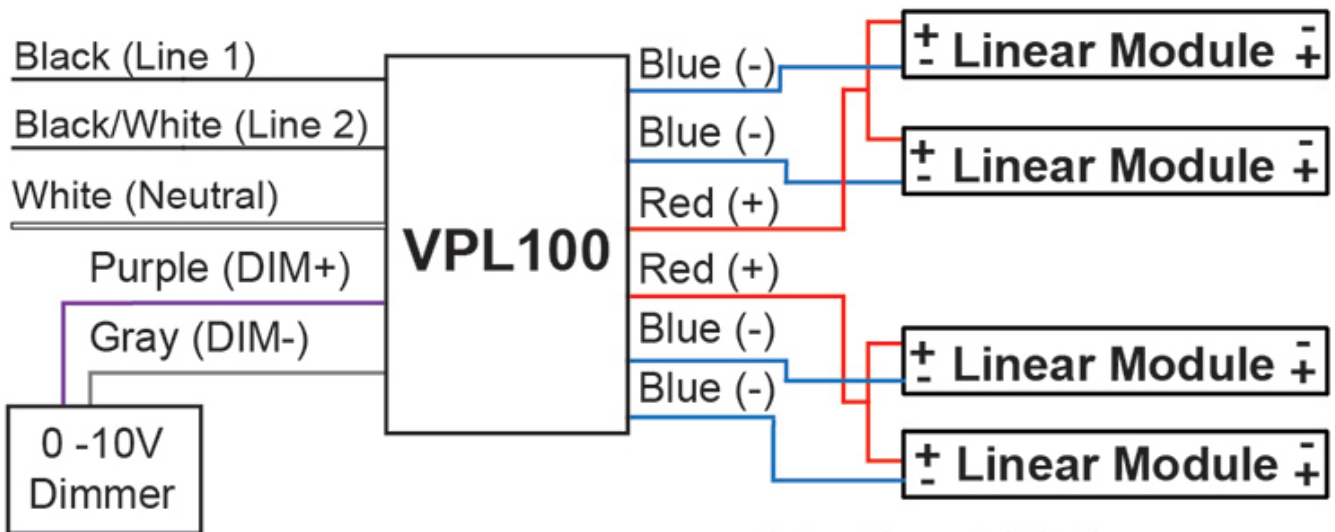 Black (Line 1)
Black/White (Line 2)
White (Neutral)
Purple (DIM+)
Gray (DIM-)
0 -10V
Dimmer
VPL100
Blue (-)
Blue (-)
Red (+)
Red (+)
Blue (-)
Blue (-)
+ Linear Module -
- +
+ Linear Module -
- +
+ Linear Module -
- +
+ Linear Module -
- +